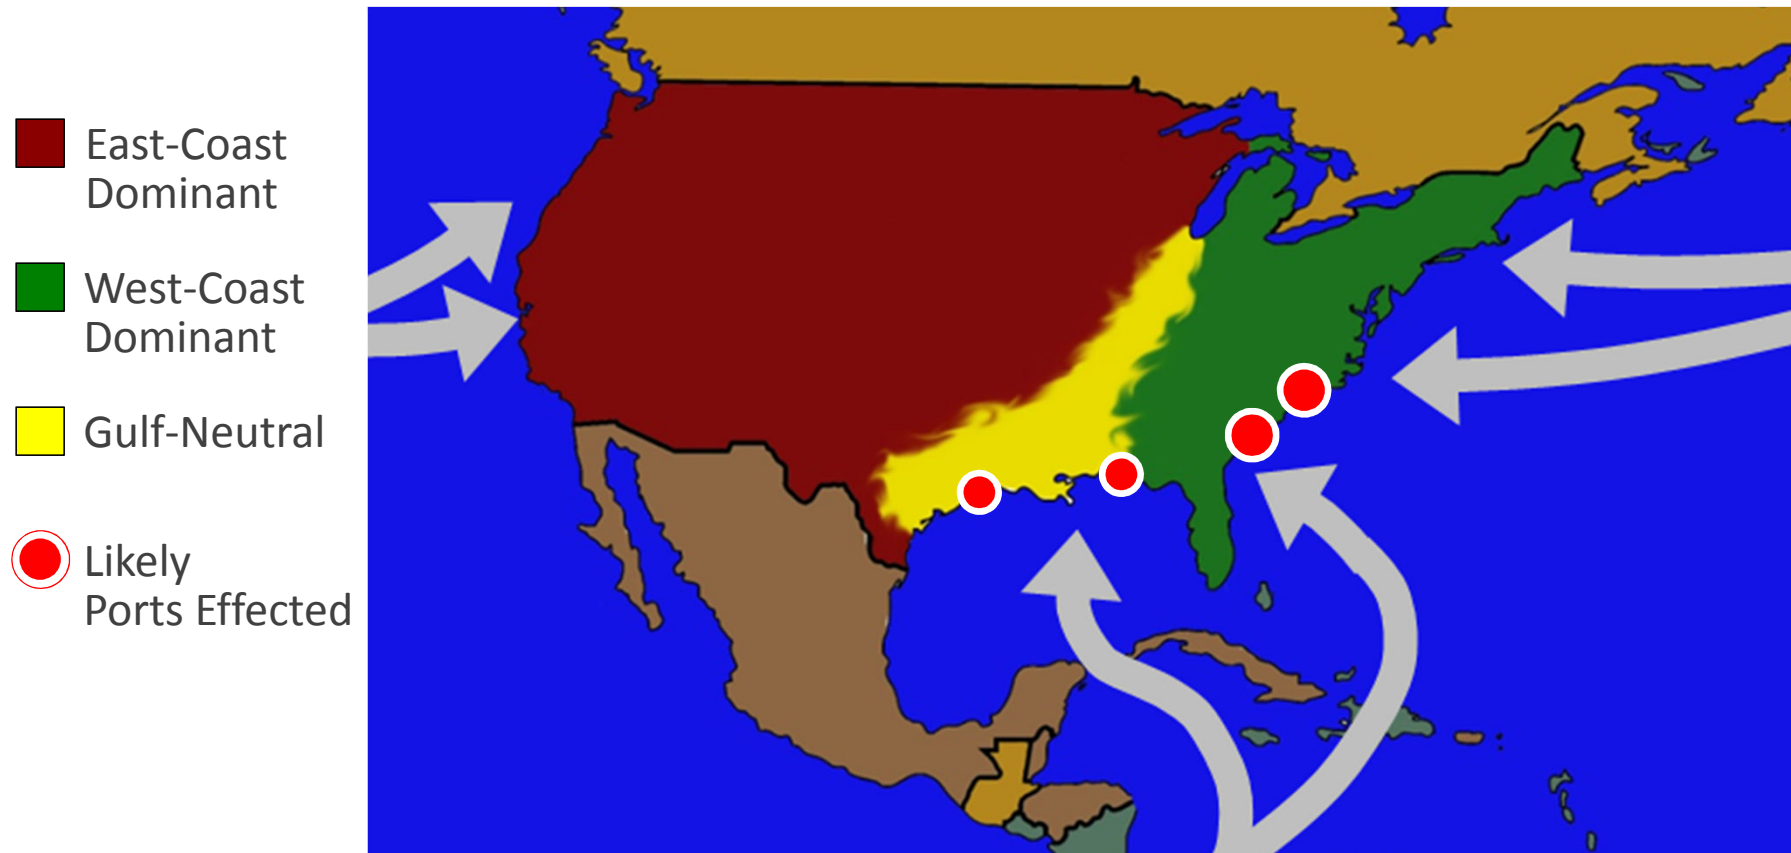 East-Coast
Dominant
West-Coast
Dominant
Gulf-Neutral
Likely
Ports Effected